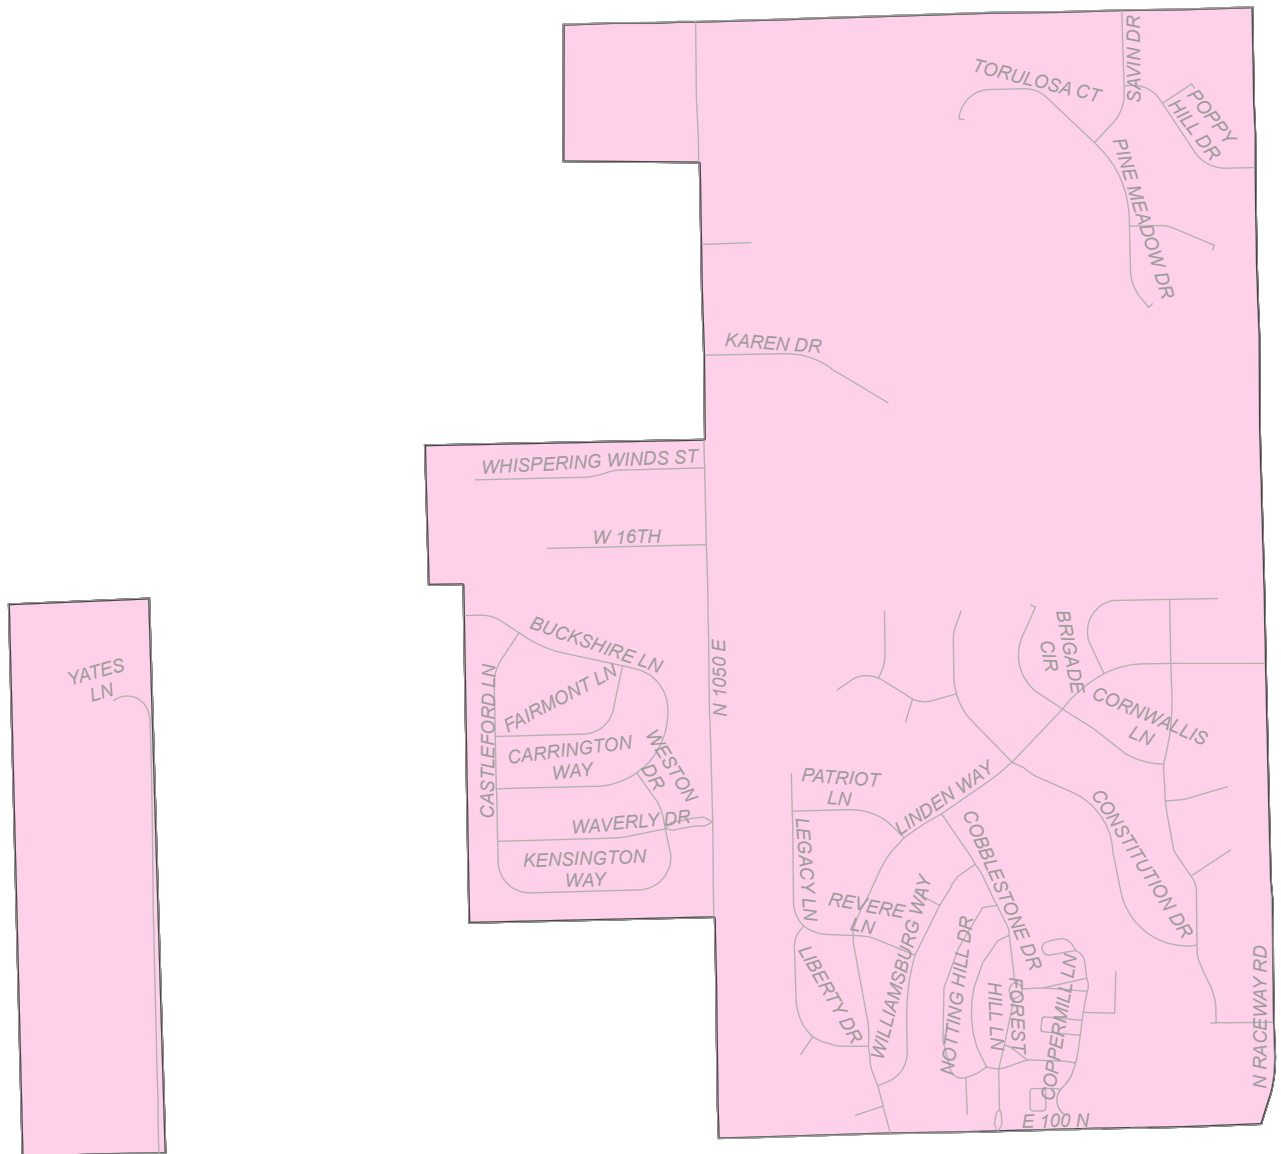 SAVIN DR
TORULOSA CT
POPPY
HILL DR
PINE MEADOW DR
KAREN DR
WHISPERING WINDS ST
W 16TH
BUCKSHIRE LN
N 1050 E
BRIGADE
CIR
YATES
LN
FAIRMONT LN
CASTLEFORD LN
CORNWALLIS
LN
CARRINGTON
WAY
WESTON
DR
PATRIOT
LN
LINDEN WAY
WAVERLY DR
LEGACY LN
COBBLESTONE DR
CONSTITUTION DR
KENSINGTON
WAY
REVERE
LN
WILLIAMSBURG WAY
LIBERTY DR
NOTTING HILL DR
FOREST
HILL LN
COPPERMILL LN
N RACEWAY RD
E 100 N